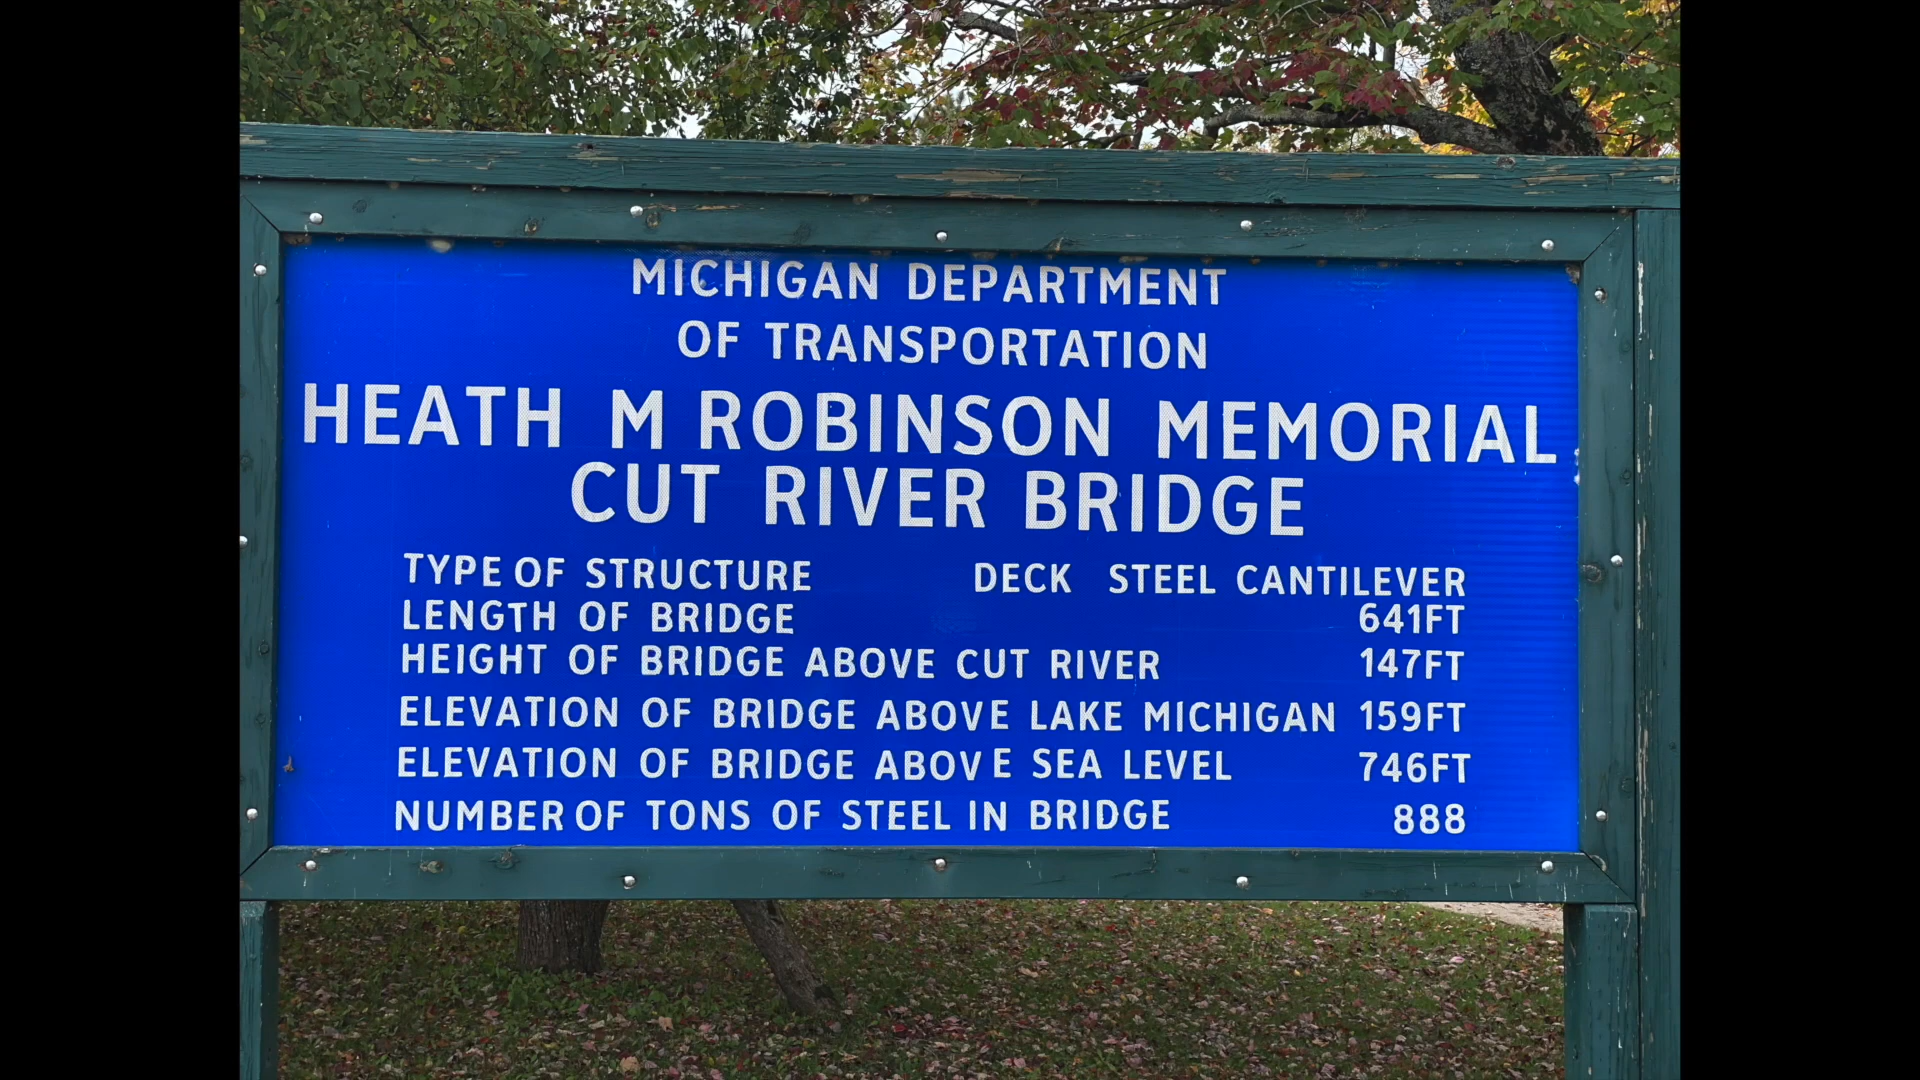 MICHIGAN DEPARTMENT
OF TRANSPORTATION
HEATH M ROBINSON MEMORIAL
CUT RIVER BRIDGE
TYPE OF STRUCTURE DECK STEEL CANTILEVER
LENGTH OF BRIDGE 641FT
HEIGHT OF BRIDGE ABOVE CUT RIVER 147FT
ELEVATION OF BRIDGE ABOVE LAKE MICHIGAN 159FT
ELEVATION OF BRIDGE ABOVE SEA LEVEL 746FT
NUMBER OF TONS OF STEEL IN BRIDGE 888